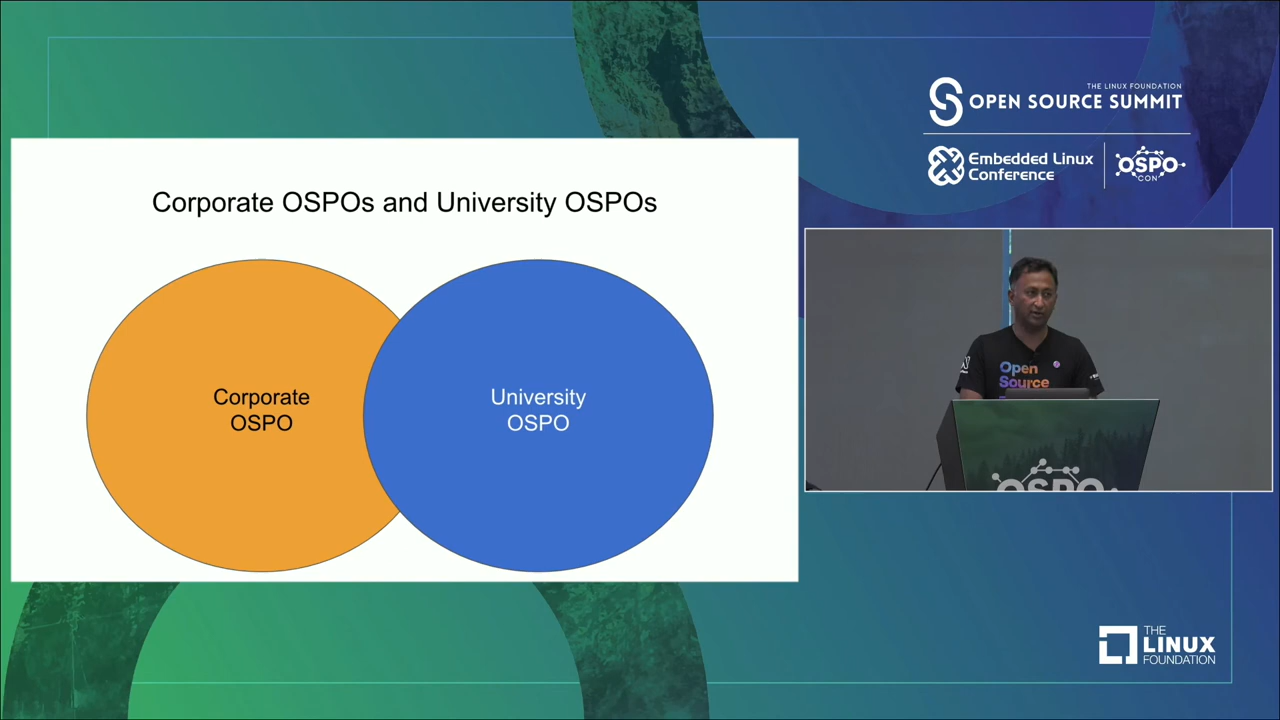 THE LINUX FOUNDATION
OPEN SOURCE SUMMIT
Embedded Linux
Conference
OSPO
CON
Corporate OSPOs and University OSPOs
Corporate
OSPO
University
OSPO
Open
Source
OSPO
THE
LINUX
FOUNDATION